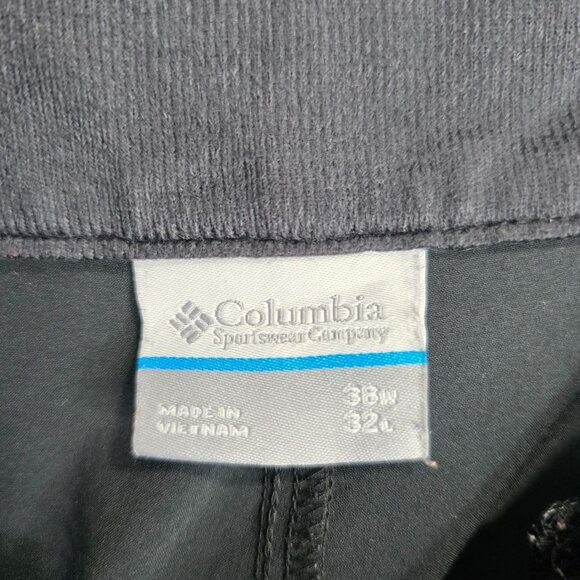 Columbia
Sportswear Company
MADE IN
VIETNAM
38W
32L